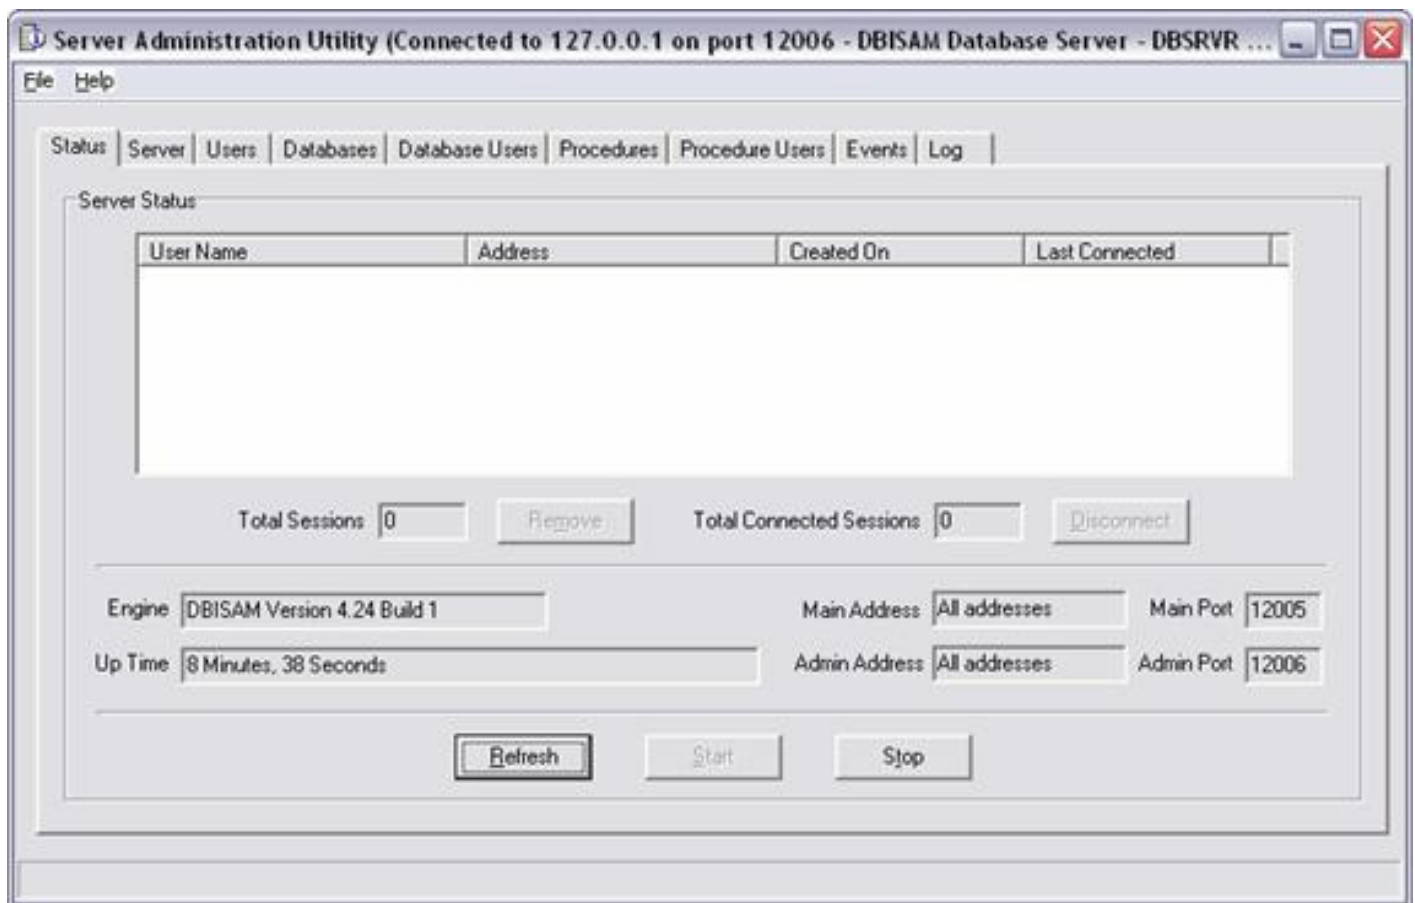 Server Administration Utility (Connected to 127.0.0.1 on port 12006 - DBISAM Database Server - DBSRVR ...
File Help
Status Server Users Databases Database Users Procedures Procedure Users Events Log
Server Status
User Name Address Created On Last Connected
Total Sessions 0 Remove Total Connected Sessions 0 Disconnect
Engine DBISAM Version 4.24 Build 1 Main Address All addresses Main Port 12005
Up Time 8 Minutes, 38 Seconds Admin Address All addresses Admin Port 12006
Refresh Start Stop